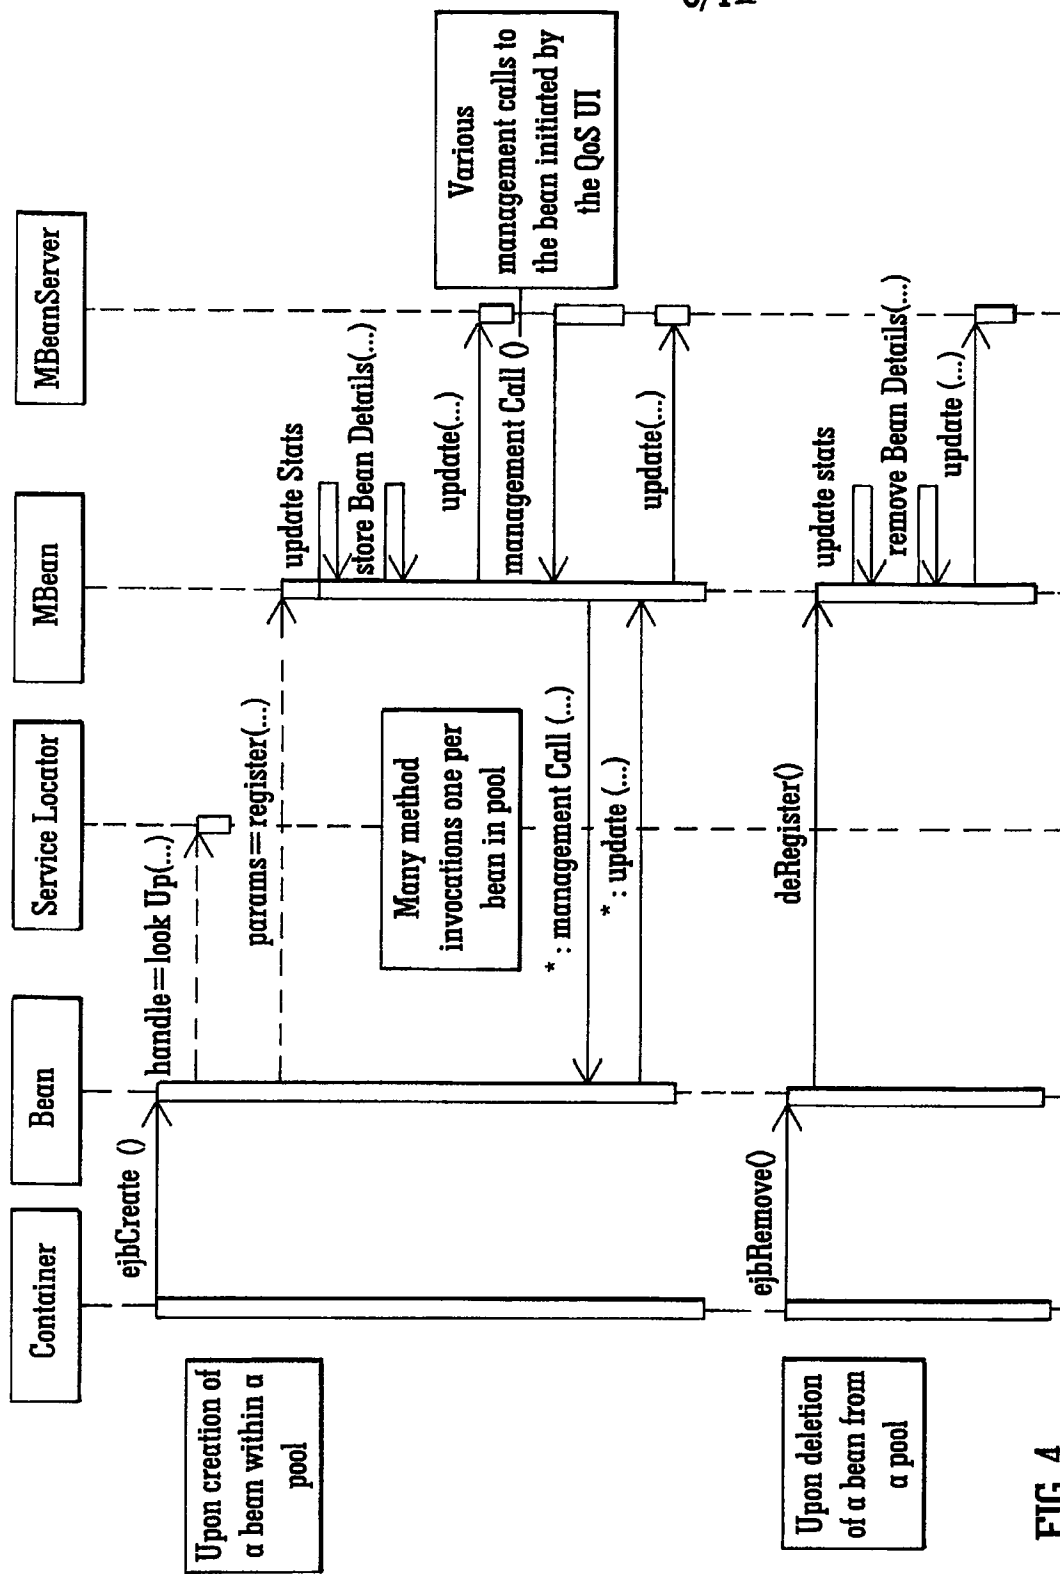 Container
Bean
Service Locator
MBean
MBeanServer
Upon creation of
a bean within a
pool
ejbCreate ()
handle=look Up(...)
params=register(...)
update Stats
store Bean Details(...)
update(...)
management Call ()
Various
management calls to
the bean initiated by
the QoS UI
Many method
invocations one per
bean in pool
* : management Call (...)
* : update (...)
update(...)
Upon deletion
of a bean from
a pool
ejbRemove()
deRegister()
update stats
remove Bean Details(...)
update (...)
FIG. 4